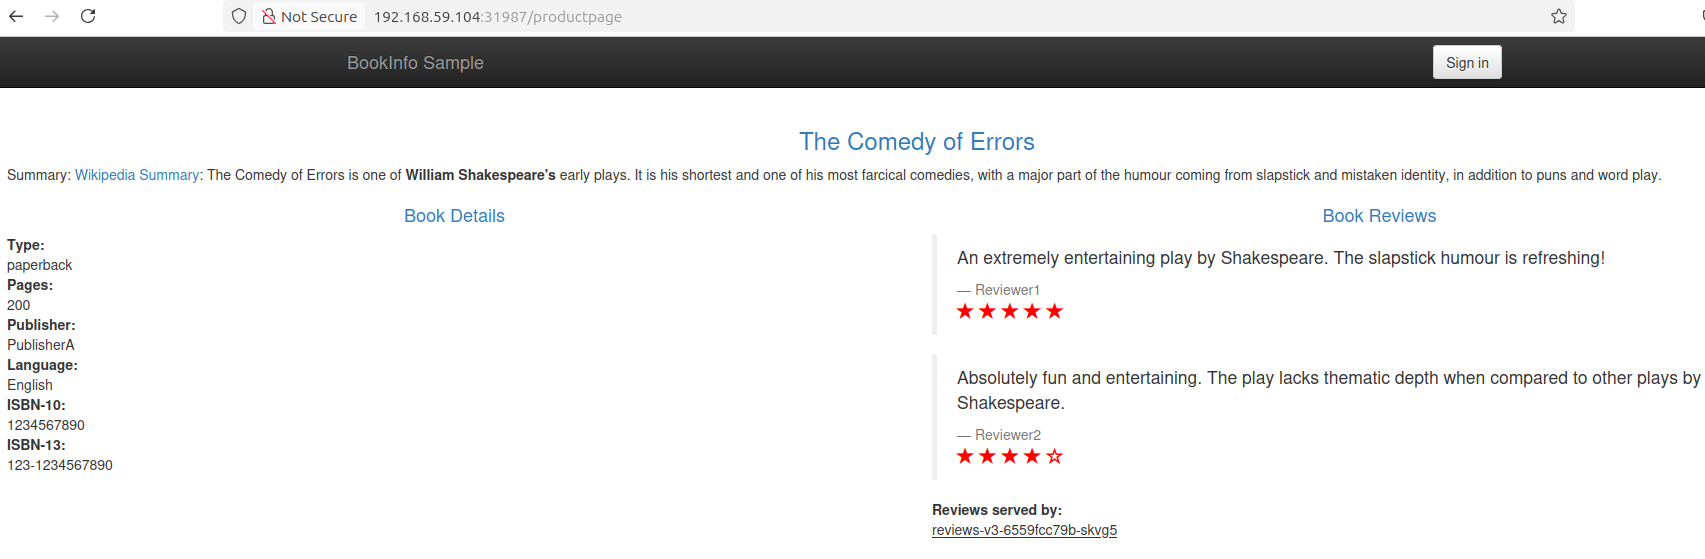 Not Secure 192.168.59.104:31987/productpage
BookInfo Sample
Sign in
The Comedy of Errors
Summary: Wikipedia Summary: The Comedy of Errors is one of William Shakespeare's early plays. It is his shortest and one of his most farcical comedies, with a major part of the humour coming from slapstick and mistaken identity, in addition to puns and word play.
Book Details
Type:
paperback
Pages:
200
Publisher:
PublisherA
Language:
English
ISBN-10:
1234567890
ISBN-13:
123-1234567890
Book Reviews
An extremely entertaining play by Shakespeare. The slapstick humour is refreshing!
— Reviewer1
Absolutely fun and entertaining. The play lacks thematic depth when compared to other plays by
Shakespeare.
— Reviewer2
Reviews served by:
reviews-v3-6559fcc79b-skvg5